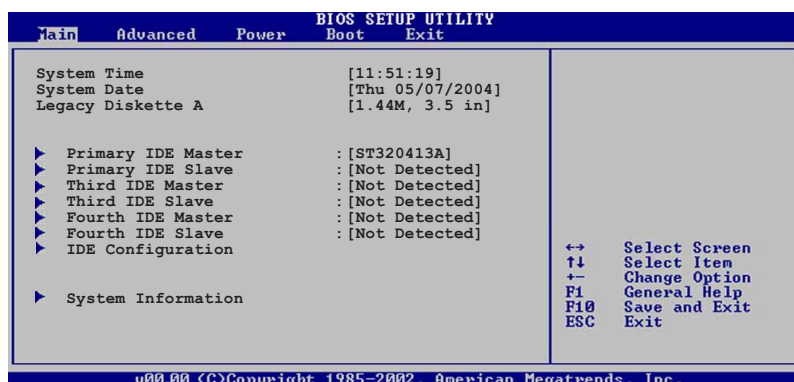 BIOS SETUP UTILITY
Main Advanced Power Boot Exit
System Time [11:51:19]
System Date [Thu 05/07/2004]
Legacy Diskette A [1.44M, 3.5 in]
Primary IDE Master :[ST320413A]
Primary IDE Slave :[Not Detected]
Third IDE Master :[Not Detected]
Third IDE Slave :[Not Detected]
Fourth IDE Master :[Not Detected]
Fourth IDE Slave :[Not Detected]
IDE Configuration
System Information
↔ Select Screen
↑↓ Select Item
+- Change Option
F1 General Help
F10 Save and Exit
ESC Exit
v00.00 (C)Copyright 1985-2002, American Megatrends, Inc.